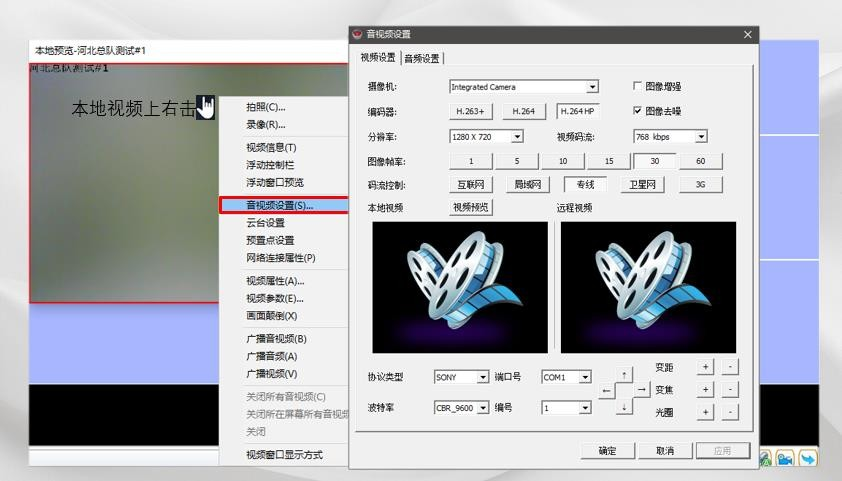 本地预览-河北总队测试#1
河北总队测试#1
本地视频上右击
拍照(C)...
录像(R)...
视频信息(T)
浮动控制栏
浮动窗口预览
音视频设置(S)...
云台设置
预置点设置
网络连接属性(P)
视频属性(A)...
视频参数(E)...
画面颠倒(X)
广播音视频(B)
广播音频(A)
广播视频(V)
关闭所有音视频(C)
关闭所在屏幕所有音视频
关闭
视频窗口显示方式
音视频设置
视频设置 音频设置
摄像机: Integrated Camera 图像增强
编码器: H.263+ H.264 H.264 HP 图像去噪
分辨率: 1280 X 720 视频码流: 768 kbps
图像帧率: 1 5 10 15 30 60
码流控制: 互联网 局域网 专线 卫星网 3G
本地视频 视频预览 远程视频
协议类型 SONY 端口号 COM1 ↑ 变距 + -
← → 变焦 + -
波特率 CBR_9600 编号 1 ↓ 光圈 + -
确定 取消 应用